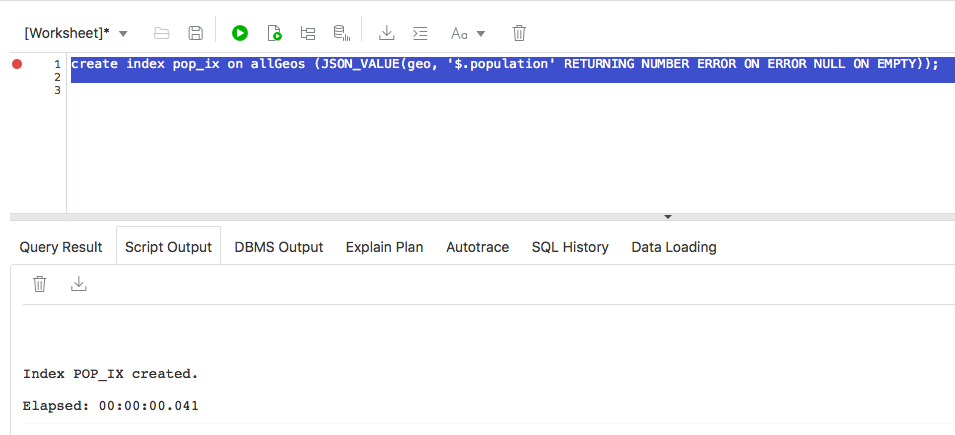 [Worksheet]* Aa
1 create index pop_ix on allGeos (JSON_VALUE(geo, '$.population' RETURNING NUMBER ERROR ON ERROR NULL ON EMPTY));
2
3
Query Result Script Output DBMS Output Explain Plan Autotrace SQL History Data Loading
Index POP_IX created.
Elapsed: 00:00:00.041